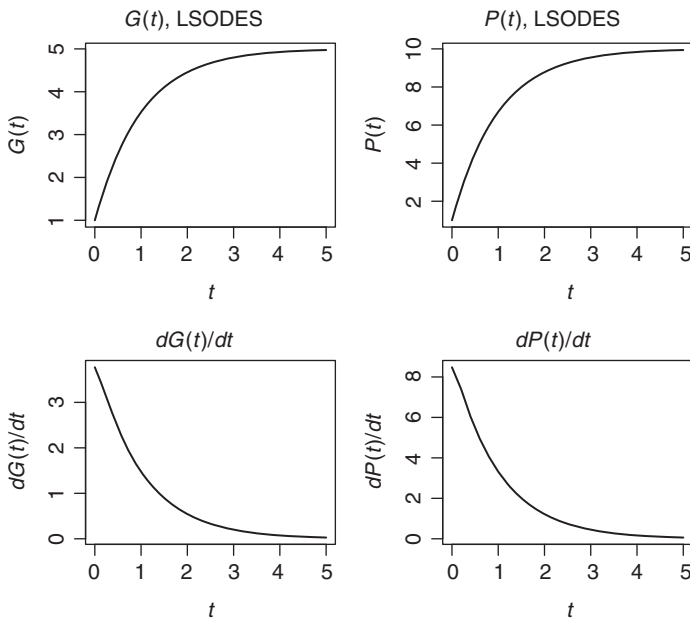 G(t), LSODES
G(t)
5
4
3
2
1
0 1 2 3 4 5
t
P(t), LSODES
P(t)
10
8
6
4
2
0 1 2 3 4 5
t
dG(t)/dt
dG(t)/dt
3
2
1
0
0 1 2 3 4 5
t
dP(t)/dt
dP(t)/dt
8
6
4
2
0
0 1 2 3 4 5
t